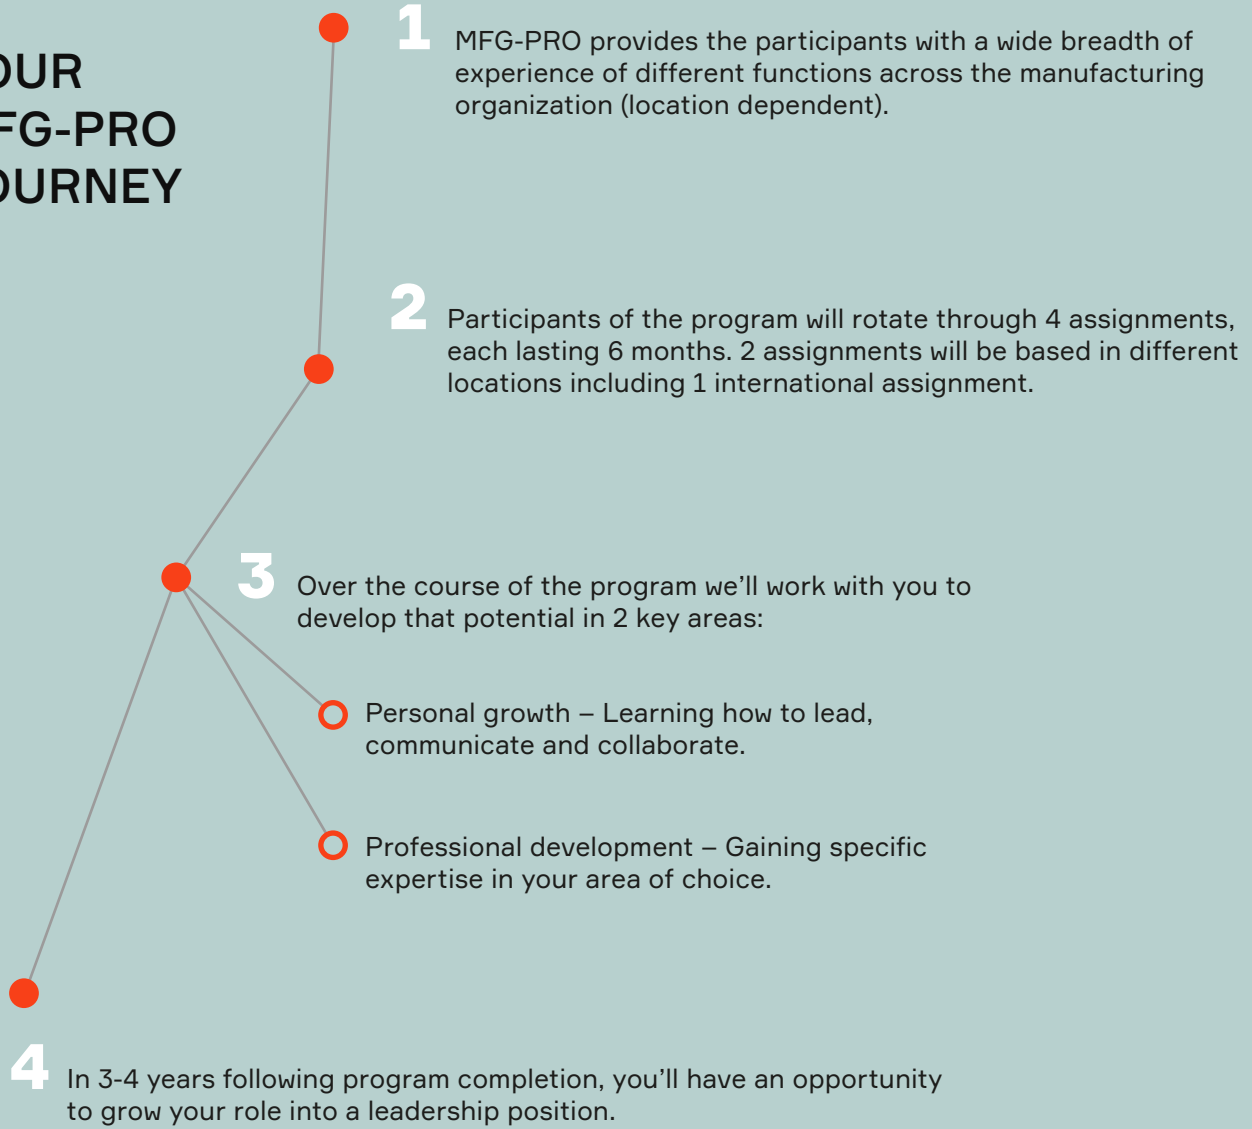 OUR
FG-PRO
OURNEY
1
MFG-PRO provides the participants with a wide breadth of
experience of different functions across the manufacturing
organization (location dependent).
2
Participants of the program will rotate through 4 assignments,
each lasting 6 months. 2 assignments will be based in different
locations including 1 international assignment.
3
Over the course of the program we’ll work with you to
develop that potential in 2 key areas:
Personal growth – Learning how to lead,
communicate and collaborate.
Professional development – Gaining specific
expertise in your area of choice.
4
In 3-4 years following program completion, you’ll have an opportunity
to grow your role into a leadership position.